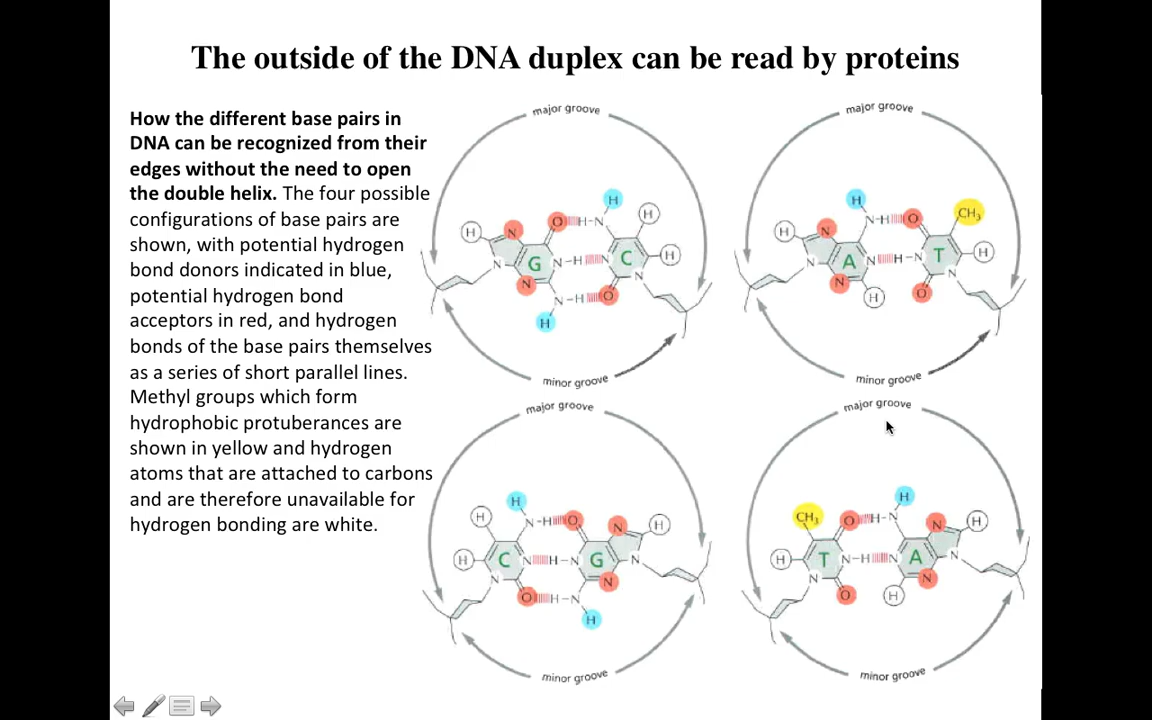 The outside of the DNA duplex can be read by proteins
How the different base pairs in
DNA can be recognized from their
edges without the need to open
the double helix. The four possible
configurations of base pairs are
shown, with potential hydrogen
bond donors indicated in blue,
potential hydrogen bond
acceptors in red, and hydrogen
bonds of the base pairs themselves
as a series of short parallel lines.
Methyl groups which form
hydrophobic protuberances are
shown in yellow and hydrogen
atoms that are attached to carbons
and are therefore unavailable for
hydrogen bonding are white.
major groove
H
H N O H-N H
N G N-H N C H
N N
N-H O
H
minor groove
major groove
H CH3
H N N-H O
N A N H-N T H
N N
H O
minor groove
major groove
H
H N-H O N H
H C N H-N G N
N N
O H-N
H
minor groove
major groove
H
CH3 O H-N N H
H T N-H N A N
N N
O H
minor groove